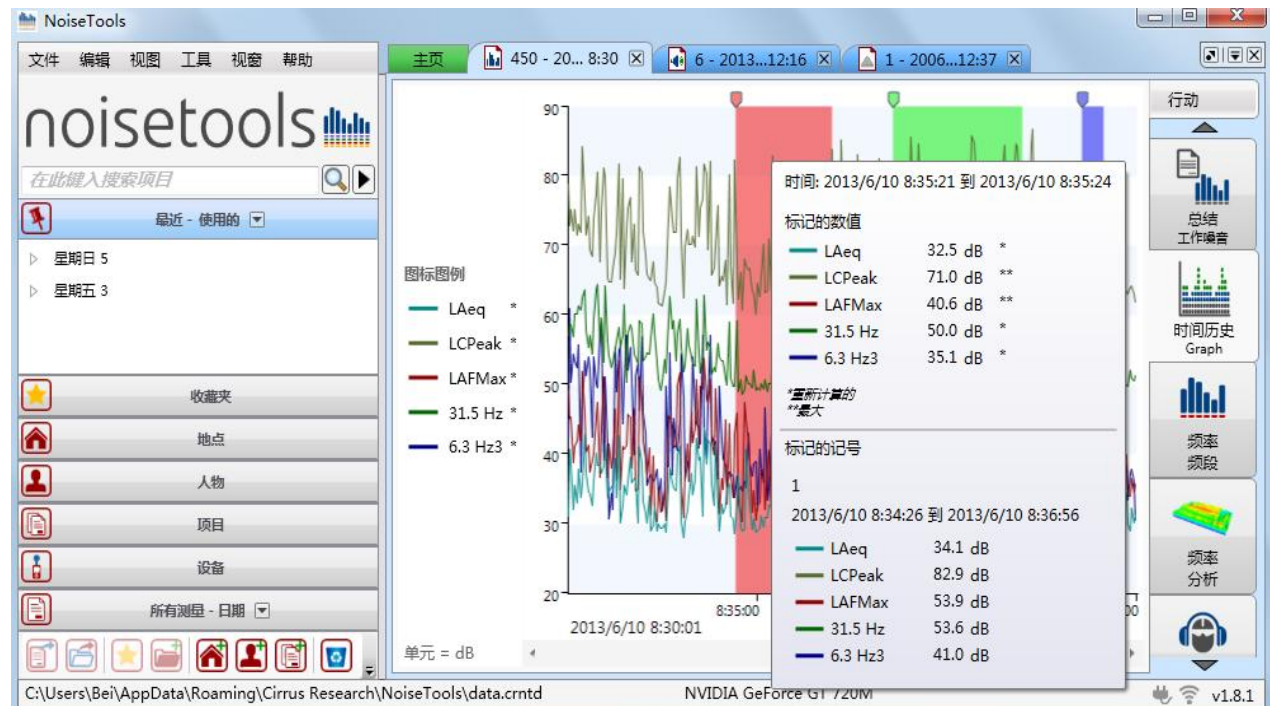 NoiseTools
文件 编辑 视图 工具 视窗 帮助
noisetools
在此键入搜索项目
最近 - 使用的
星期日 5
星期五 3
收藏夹
地点
人物
项目
设备
所有测量 - 日期
主页
450 - 20... 8:30
6 - 2013...12:16
1 - 2006...12:37
图标图例
LAeq *
LCPeak *
LAFMax *
31.5 Hz *
6.3 Hz3 *
90
80
70
60
50
40
30
20
8:35:00
00
2013/6/10 8:30:01
单元 = dB
时间: 2013/6/10 8:35:21 到 2013/6/10 8:35:24
标记的数值
LAeq 32.5 dB *
LCPeak 71.0 dB **
LAFMax 40.6 dB **
31.5 Hz 50.0 dB *
6.3 Hz3 35.1 dB *
*重新计算的
**最大
标记的记号
1
2013/6/10 8:34:26 到 2013/6/10 8:36:56
LAeq 34.1 dB
LCPeak 82.9 dB
LAFMax 53.9 dB
31.5 Hz 53.6 dB
6.3 Hz3 41.0 dB
行动
总结
工作噪音
时间历史
Graph
频率
频段
频率
分析
C:\Users\Bei\AppData\Roaming\Cirrus Research\NoiseTools\data.crntd
NVIDIA GeForce GT 720M
v1.8.1